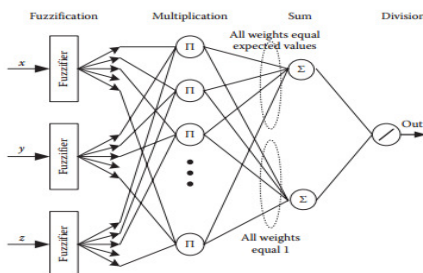 Fuzzification Multiplication Sum Division
All weights equal
expected values
x
Fuzzifier
Π
Σ
Π
y
Fuzzifier
Π
Out
z
Fuzzifier
Π
Σ
All weights
equal 1